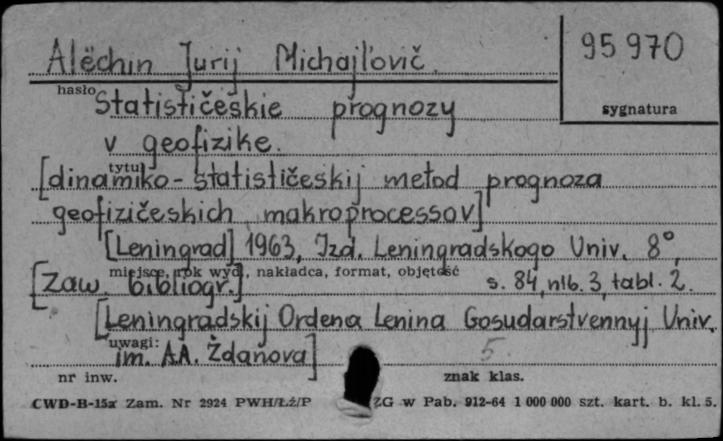 Alëchin Jurij Michajlovič.
95 970
hasło
sygnatura
Statističeskie prognozy
v geofizike.
tytuł
[dinamiko-statističeskij metod prognoza
geofizičeskich makroprocessov]
[Leningrad] 1963, Izd. Leningradskogo Univ. 8°,
miejsce, rok wyd., nakładca, format, objętość
[Zaw. bibliogr.], s. 84, nlb. 3, tabl. 2.
[Leningradskij Ordena Lenina Gosudarstvennyj Univ.
uwagi:
im. A.A. Ždanova]
5.
nr inw.
znak klas.
CWD-B-15a Zam. Nr 2924 PWH/Łż/P ZG w Pab. 912-64 1 000 000 szt. kart. b. kl. 5.